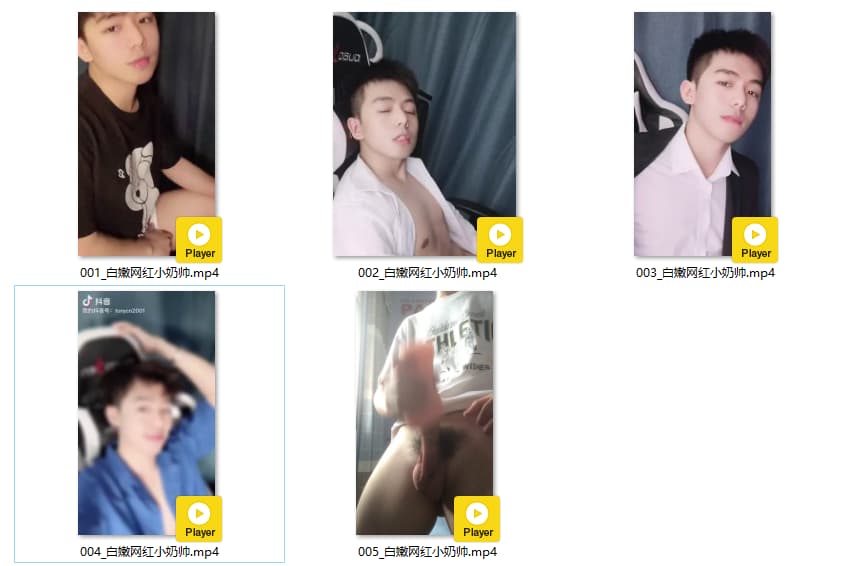 Player
Player
Player
001_白嫩网红小奶帅.mp4
002_白嫩网红小奶帅.mp4
003_白嫩网红小奶帅.mp4
抖音
Player
Player
004_白嫩网红小奶帅.mp4
005_白嫩网红小奶帅.mp4